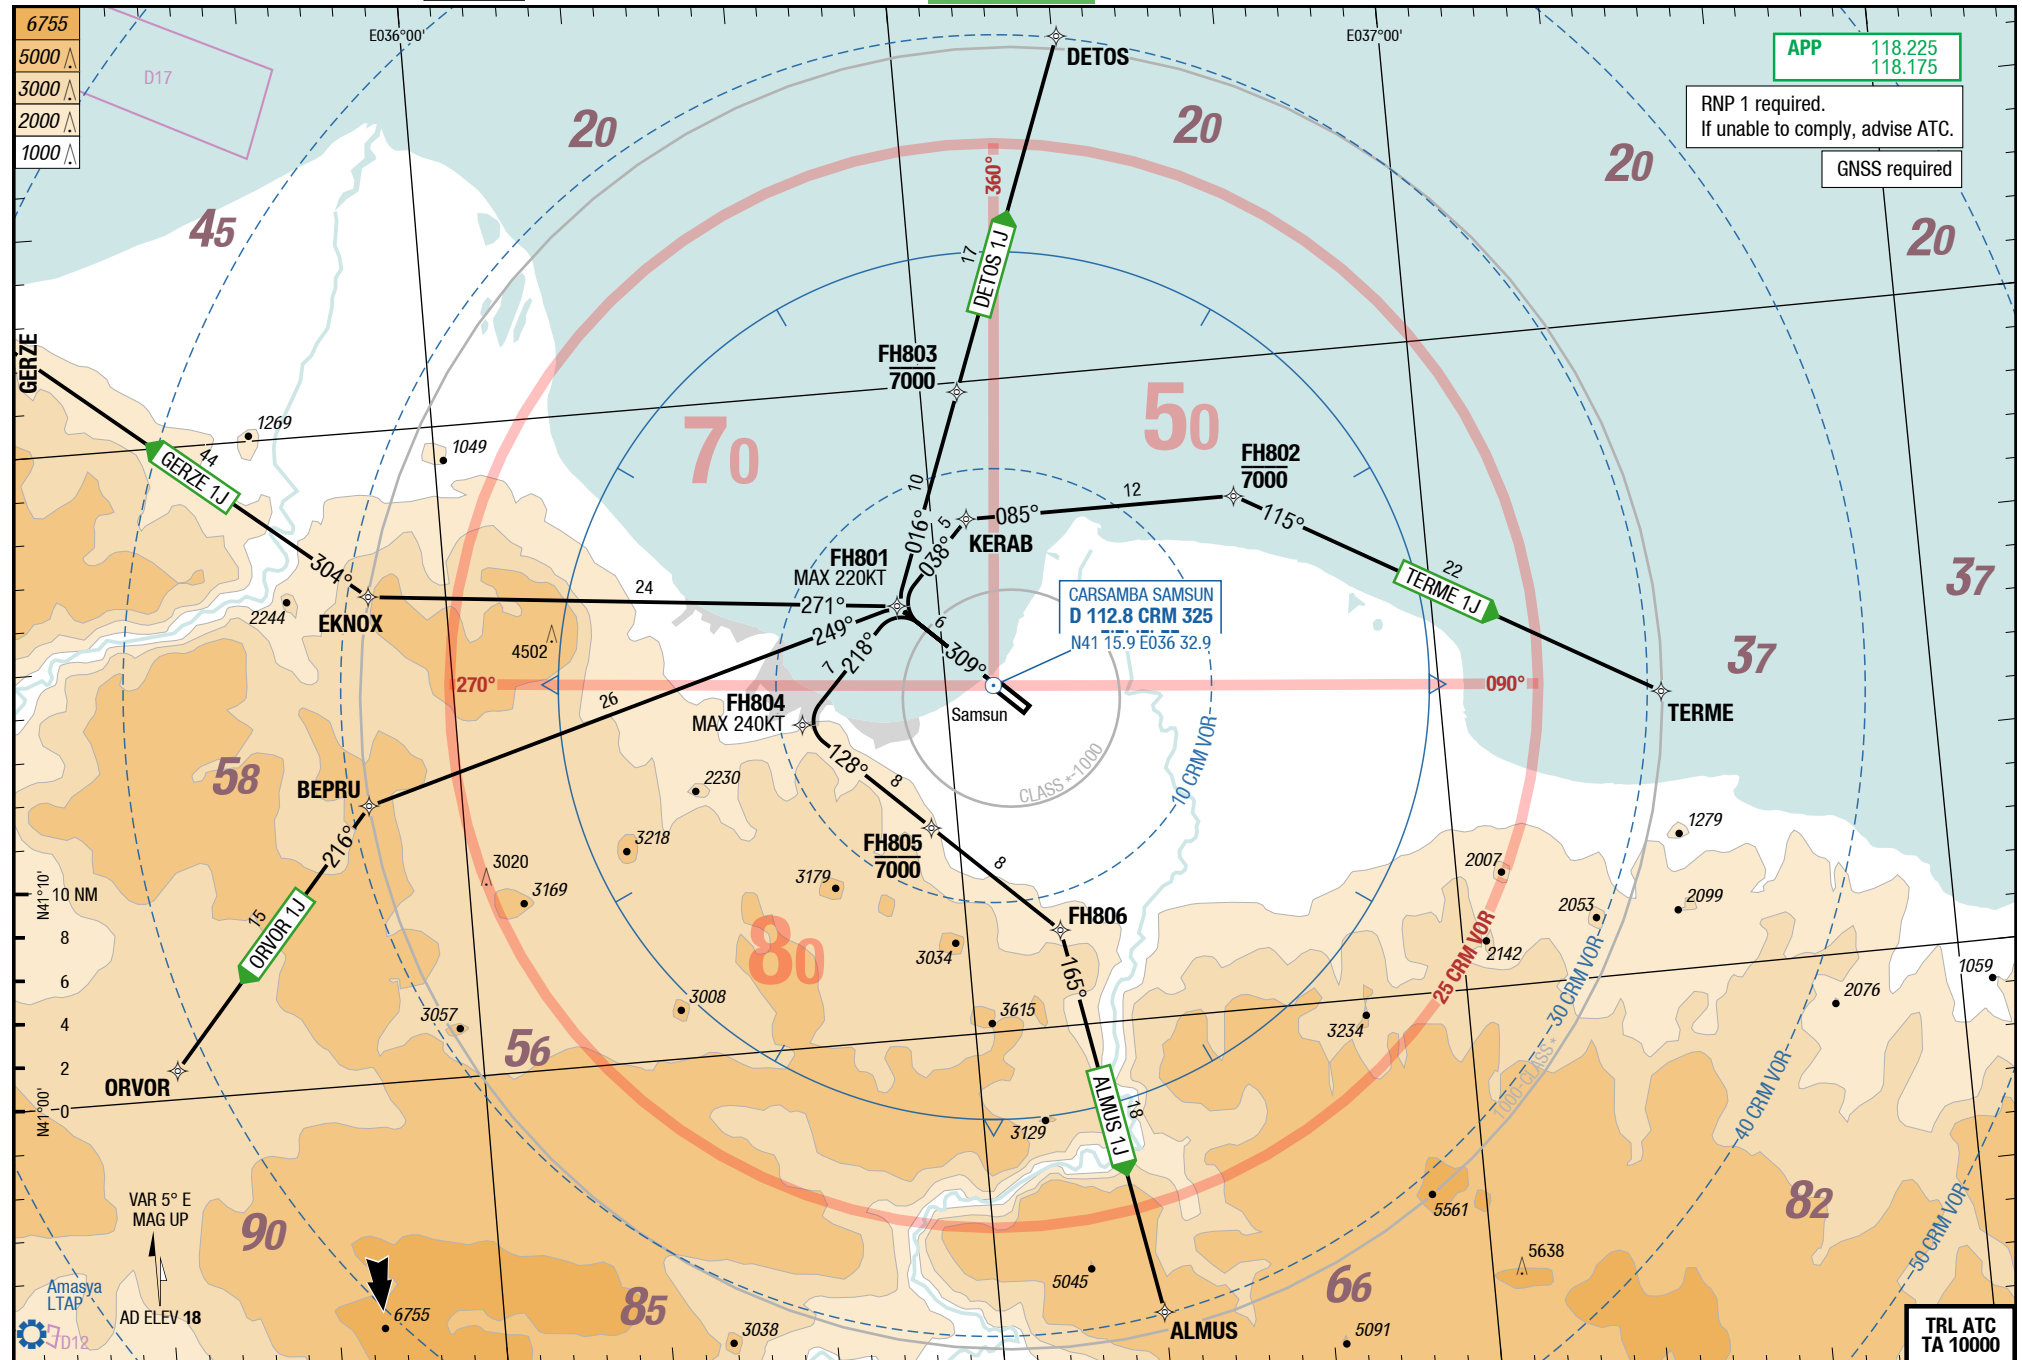 6755
5000
3000
2000
1000
D17
E036°00'
E037°00'
DETOS
APP 118.225
118.175
RNP 1 required.
If unable to comply, advise ATC.
GNSS required
20
20
20
20
45
360°
17
DETOS 1J
GERZE
FH803
7000
70
50
1269
1049
44
GERZE 1J
FH802
7000
10
12
085°
115°
016°
5
038°
KERAB
FH801
MAX 220KT
304°
24
271°
22
TERME 1J
37
2244
EKNOX
4502
249°
6
309°
CARSAMBA SAMSUN
D 112.8 CRM 325
N41 15.9 E036 32.9
37
7
218°
270°
090°
26
FH804
MAX 240KT
Samsun
TERME
58
BEPRU
128°
8
2230
CLASS *-1000
10 CRM VOR
216°
3218
FH805
7000
8
1279
3020
3169
3179
2007
N41°10'
10 NM
8
6
4
2
0
N41°00'
15
ORVOR 1J
FH806
2053
2099
80
3034
165°
2142
25 CRM VOR
30 CRM VOR
1059
2076
3008
3057
3615
3234
56
ORVOR
1000-CLASS*
40 CRM VOR
ALMUS 1J
18
3129
VAR 5° E
MAG UP
90
5561
82
50 CRM VOR
5638
5045
66
Amasya
LTAP
D12
AD ELEV 18
6755
85
3038
ALMUS
5091
TRL ATC
TA 10000